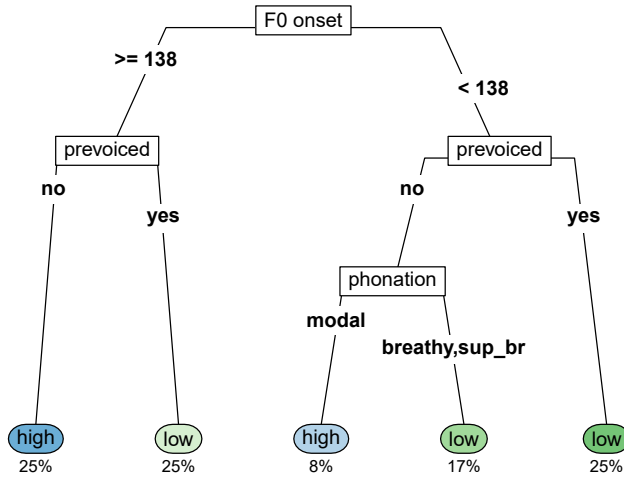 F0 onset
>= 138
< 138
prevoiced
prevoiced
no
yes
no
yes
phonation
modal
breathy,sup_br
high
low
high
low
low
25%
25%
8%
17%
25%